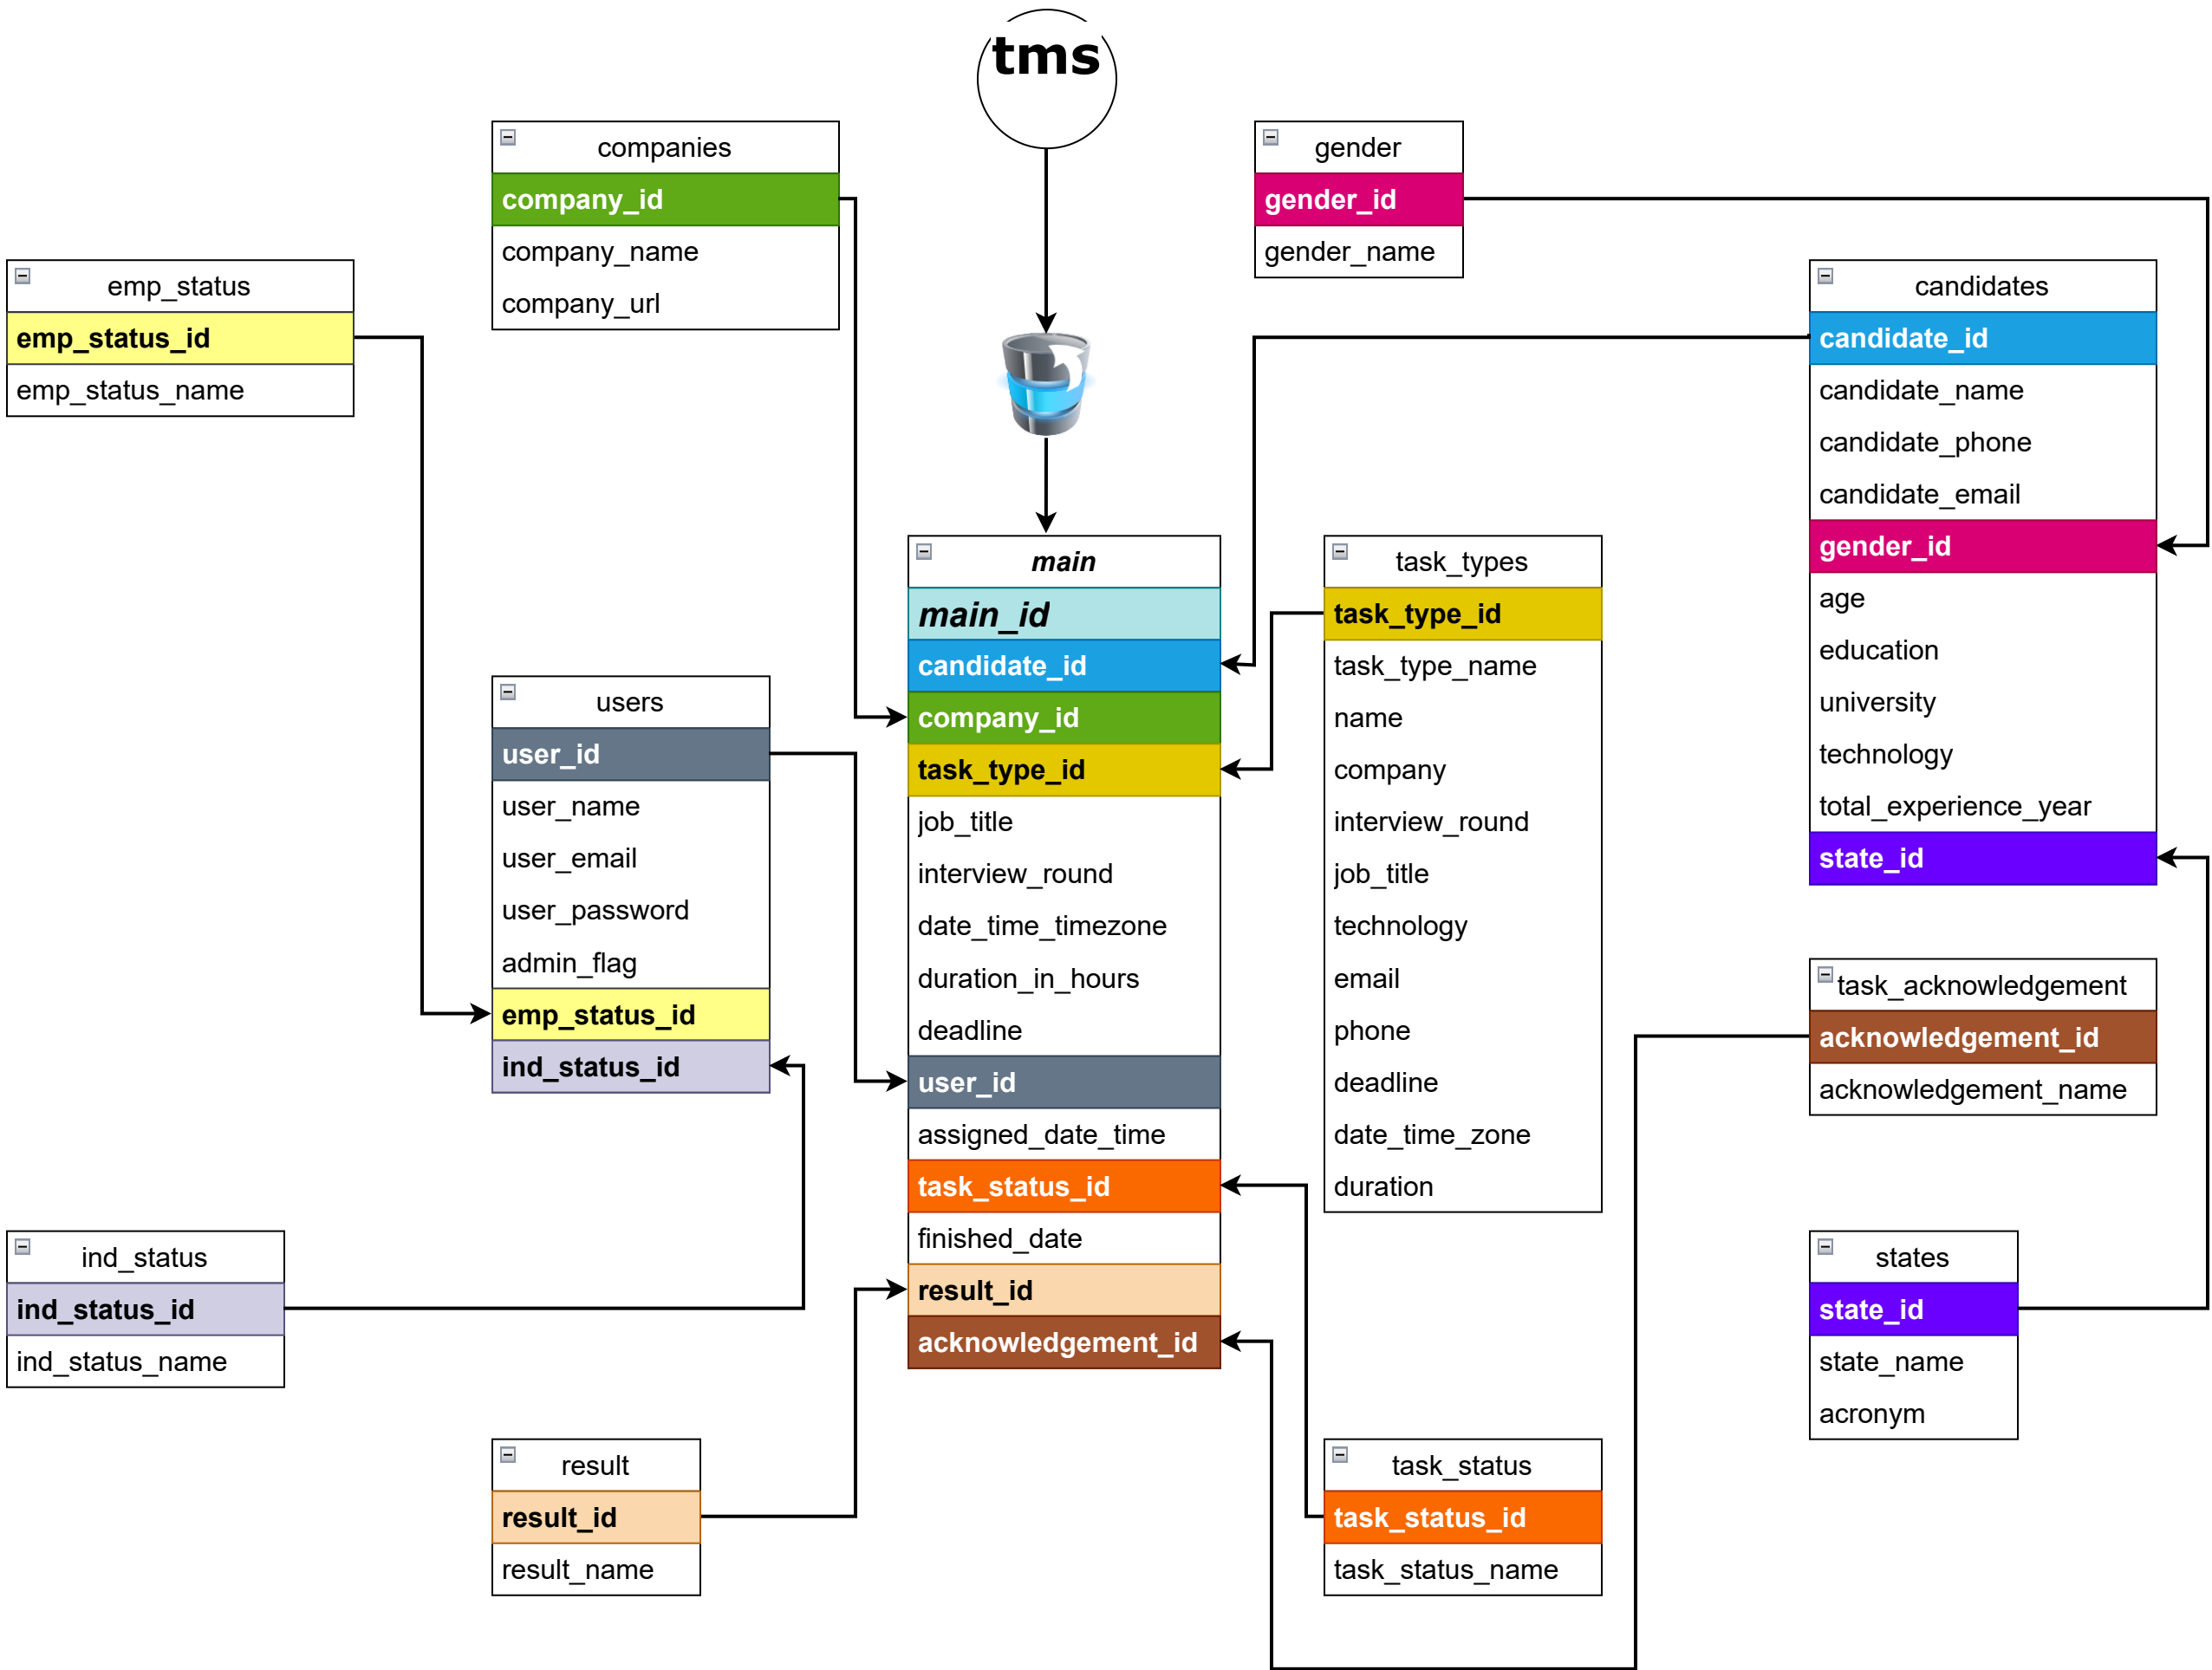 tms
companies
company_id
company_name
company_url
gender
gender_id
gender_name
emp_status
emp_status_id
emp_status_name
candidates
candidate_id
candidate_name
candidate_phone
candidate_email
gender_id
age
education
university
technology
total_experience_year
state_id
main
main_id
candidate_id
company_id
task_type_id
job_title
interview_round
date_time_timezone
duration_in_hours
deadline
user_id
assigned_date_time
task_status_id
finished_date
result_id
acknowledgement_id
task_types
task_type_id
task_type_name
name
company
interview_round
job_title
technology
email
phone
deadline
date_time_zone
duration
users
user_id
user_name
user_email
user_password
admin_flag
emp_status_id
ind_status_id
task_acknowledgement
acknowledgement_id
acknowledgement_name
ind_status
ind_status_id
ind_status_name
states
state_id
state_name
acronym
result
result_id
result_name
task_status
task_status_id
task_status_name